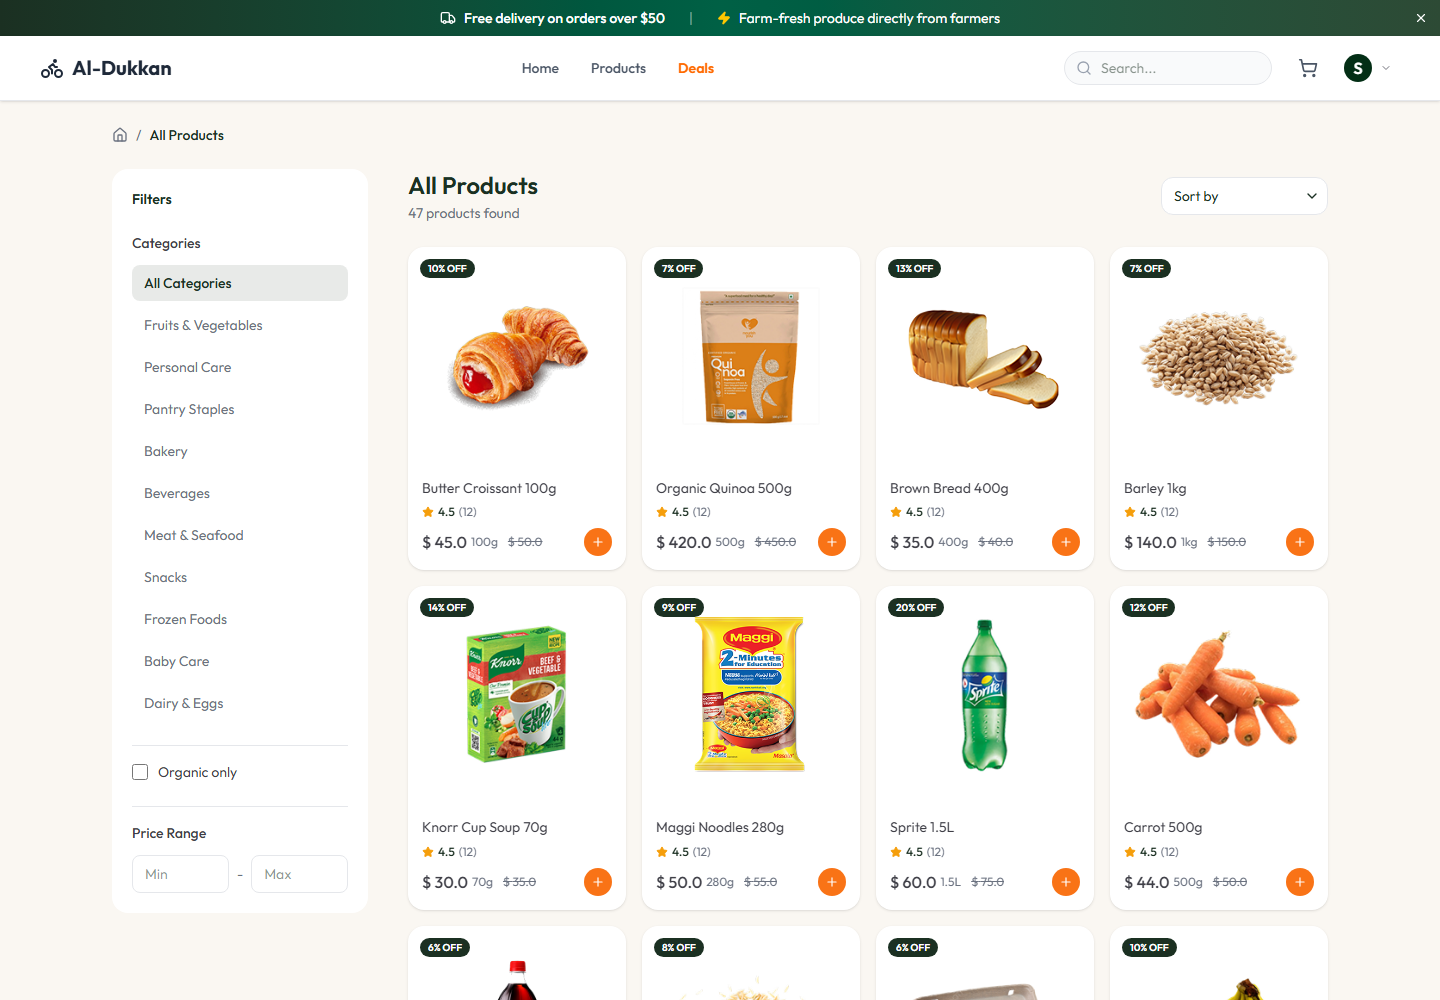 Free delivery on orders over $50 | Farm-fresh produce directly from farmers
Al-Dukkan
Home
Products
Deals
Search...
S
/ All Products
Filters
Categories
All Categories
Fruits & Vegetables
Personal Care
Pantry Staples
Bakery
Beverages
Meat & Seafood
Snacks
Frozen Foods
Baby Care
Dairy & Eggs
Organic only
Price Range
Min - Max
All Products
47 products found
Sort by
10% OFF
Butter Croissant 100g
4.5 (12)
$ 45.0 100g $ 50.0
7% OFF
Qui
noa
Organic Quinoa 500g
4.5 (12)
$ 420.0 500g $ 450.0
13% OFF
Brown Bread 400g
4.5 (12)
$ 35.0 400g $ 40.0
7% OFF
Barley 1kg
4.5 (12)
$ 140.0 1kg $ 150.0
14% OFF
Knorr
BEEF &
VEGETABLE
CUP
SOUP
Knorr Cup Soup 70g
4.5 (12)
$ 30.0 70g $ 35.0
9% OFF
Maggi
2-Minutes
for Education
Maggi Noodles 280g
4.5 (12)
$ 50.0 280g $ 55.0
20% OFF
Sprite
Sprite 1.5L
4.5 (12)
$ 60.0 1.5L $ 75.0
12% OFF
Carrot 500g
4.5 (12)
$ 44.0 500g $ 50.0
6% OFF
8% OFF
6% OFF
10% OFF